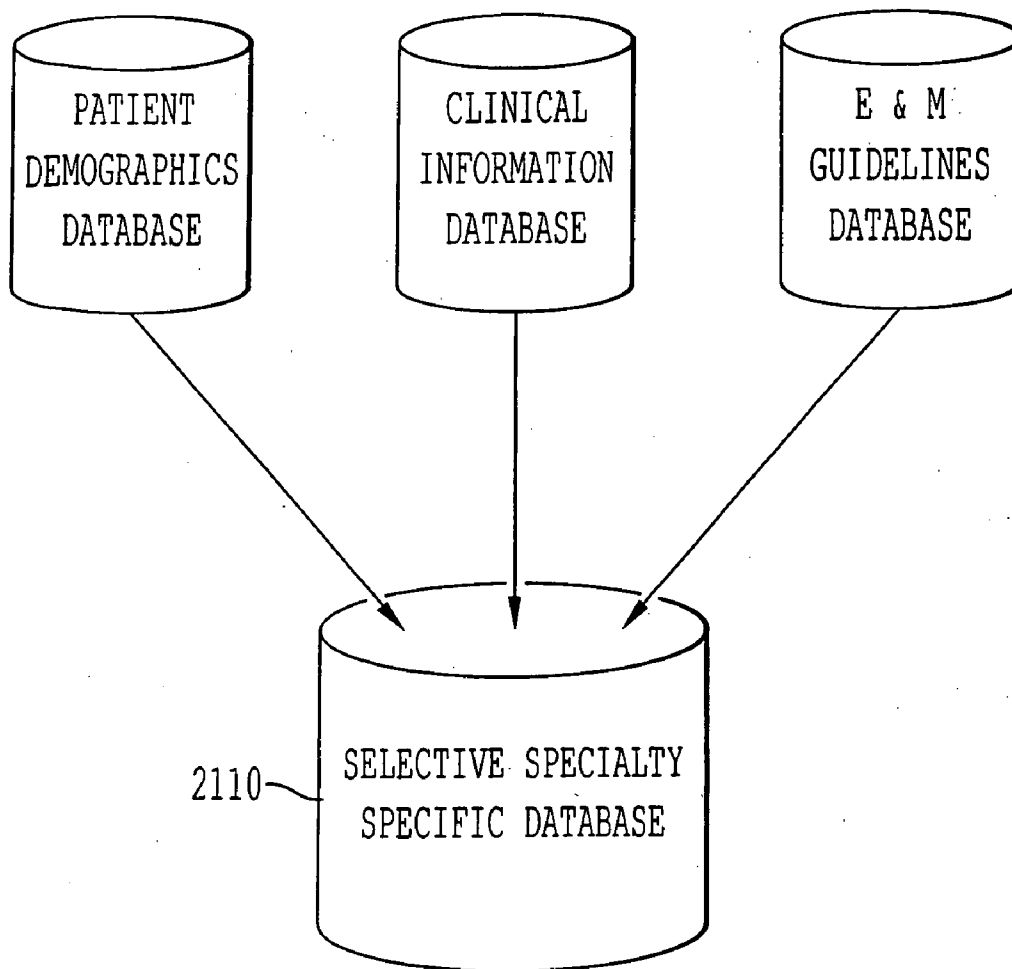 PATIENT
DEMOGRAPHICS
DATABASE
CLINICAL
INFORMATION
DATABASE
E & M
GUIDELINES
DATABASE
2110
SELECTIVE SPECIALTY
SPECIFIC DATABASE